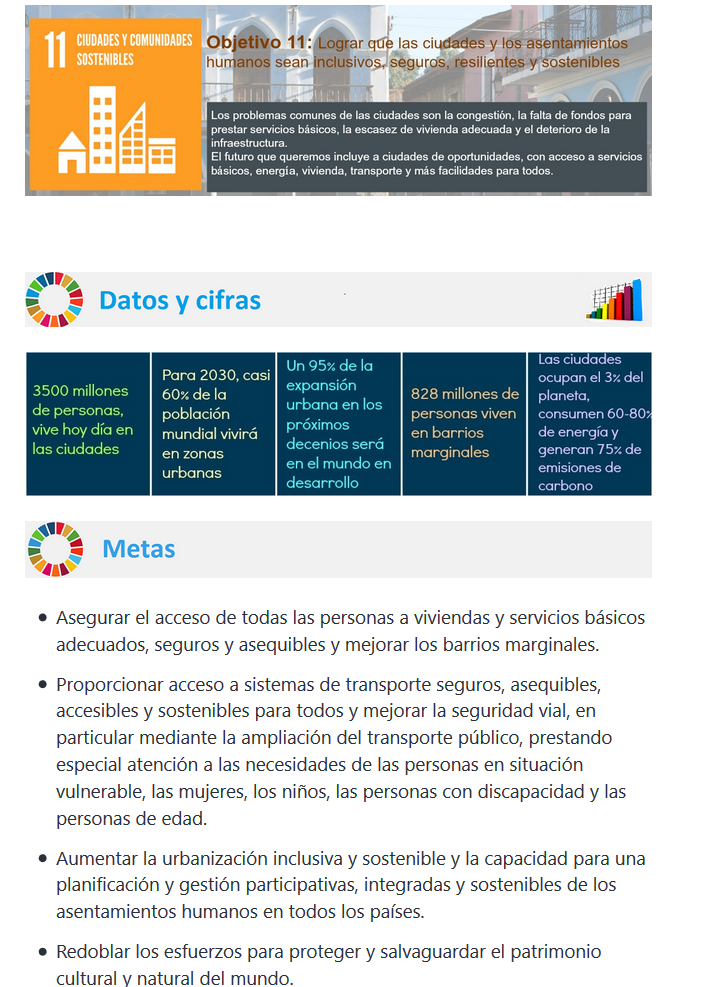 11 CIUDADES Y COMUNIDADES
SOSTENIBLES
Objetivo 11: Lograr que las ciudades y los asentamientos
humanos sean inclusivos, seguros, resilientes y sostenibles
Los problemas comunes de las ciudades son la congestión, la falta de fondos para
prestar servicios básicos, la escasez de vivienda adecuada y el deterioro de la
infraestructura.
El futuro que queremos incluye a ciudades de oportunidades, con acceso a servicios
básicos, energía, vivienda, transporte y más facilidades para todos.
Datos y cifras
3500 millones
de personas,
vive hoy día en
las ciudades
Para 2030, casi
60% de la
población
mundial vivirá
en zonas
urbanas
Un 95% de la
expansión
urbana en los
próximos
decenios será
en el mundo en
desarrollo
828 millones de
personas viven
en barrios
marginales
Las ciudades
ocupan el 3% del
planeta,
consumen 60-80%
de energía y
generan 75% de
emisiones de
carbono
Metas
• Asegurar el acceso de todas las personas a viviendas y servicios básicos
adecuados, seguros y asequibles y mejorar los barrios marginales.
• Proporcionar acceso a sistemas de transporte seguros, asequibles,
accesibles y sostenibles para todos y mejorar la seguridad vial, en
particular mediante la ampliación del transporte público, prestando
especial atención a las necesidades de las personas en situación
vulnerable, las mujeres, los niños, las personas con discapacidad y las
personas de edad.
• Aumentar la urbanización inclusiva y sostenible y la capacidad para una
planificación y gestión participativas, integradas y sostenibles de los
asentamientos humanos en todos los países.
• Redoblar los esfuerzos para proteger y salvaguardar el patrimonio
cultural y natural del mundo.